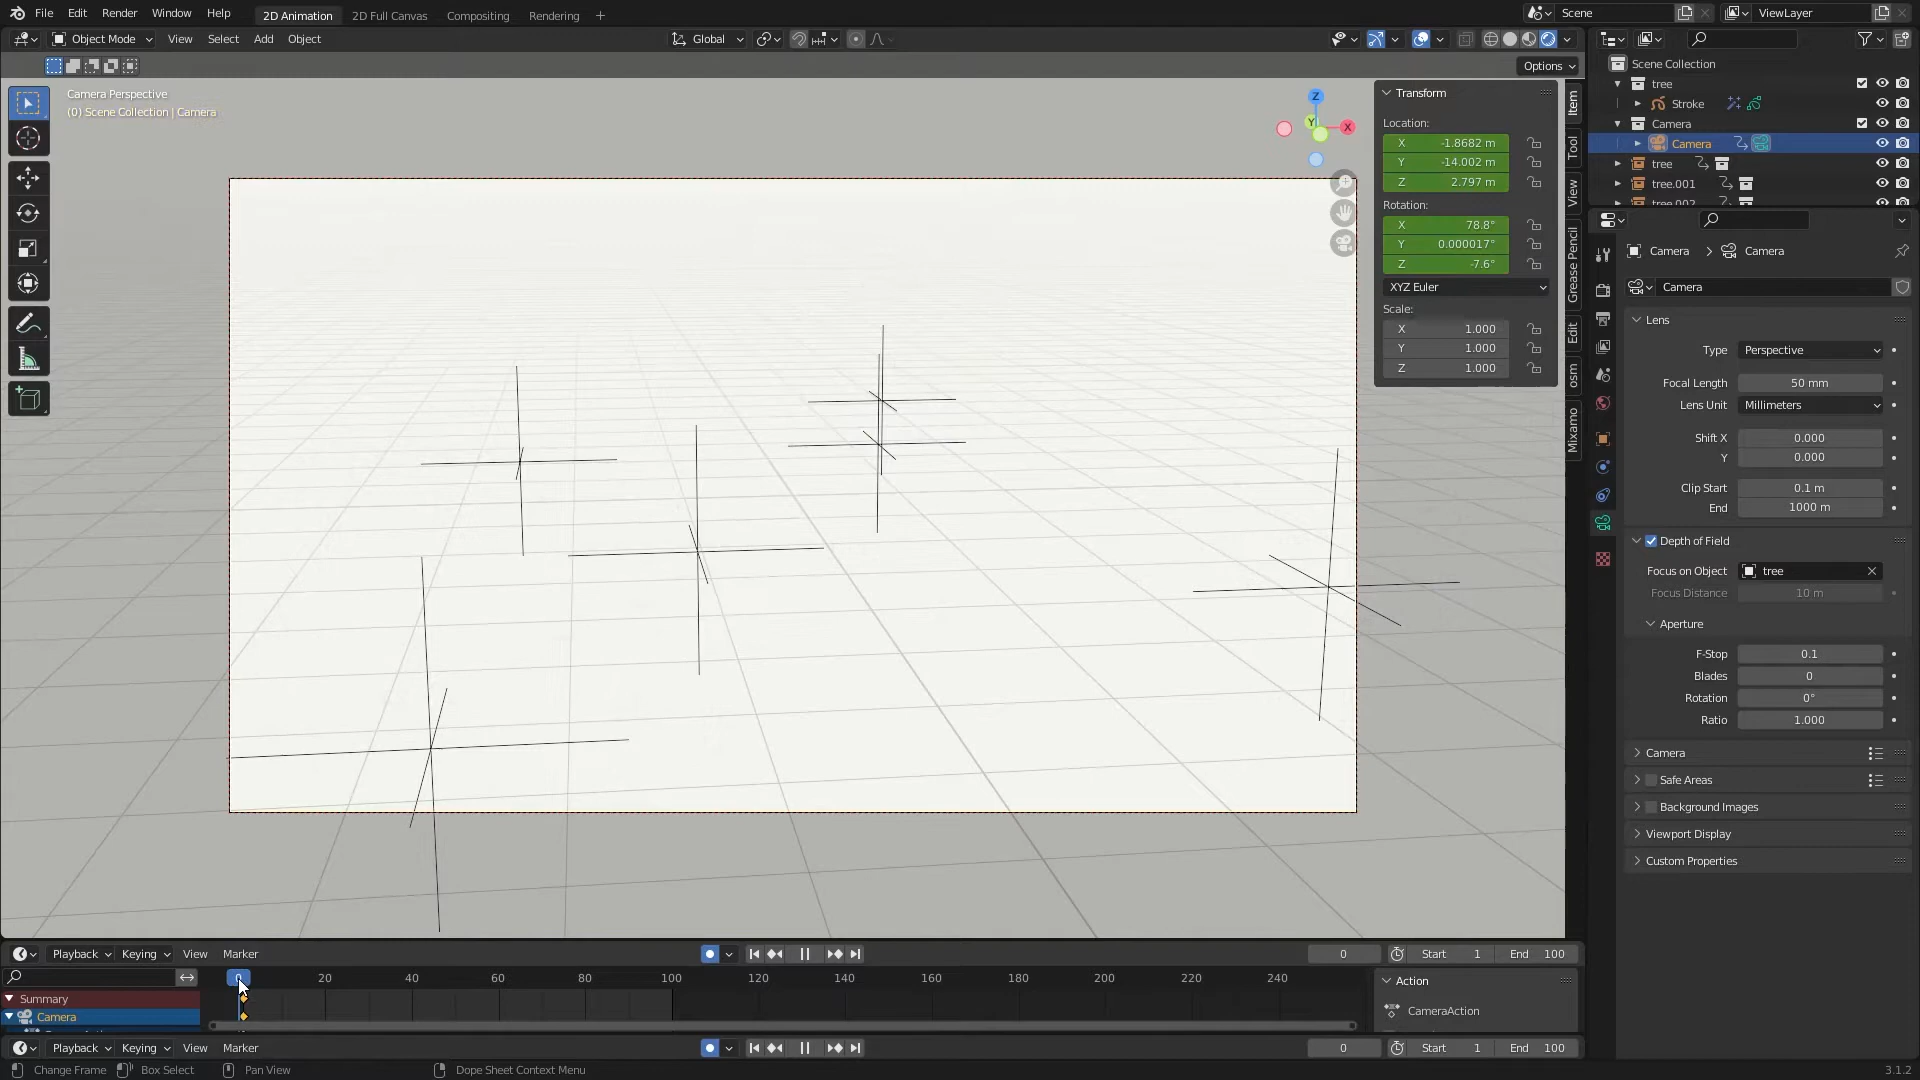 File Edit Render Window Help 2D Animation 2D Full Canvas Compositing Rendering + Scene ViewLayer
Object Mode View Select Add Object Global
Options
Camera Perspective
(0) Scene Collection | Camera
Z
Y
X
Transform
Location:
X -1.8682 m
Y -14.002 m
Z 2.797 m
Rotation:
X 78.8°
Y 0.000017°
Z -7.6°
XYZ Euler
Scale:
X 1.000
Y 1.000
Z 1.000
Item
Tool
View
Grease Pencil
Edit
osm
Mixamo
Scene Collection
tree
Stroke
Camera
Camera
tree
tree.001
tree.002
Camera > Camera
Camera
Lens
Type Perspective
Focal Length 50 mm
Lens Unit Millimeters
Shift X 0.000
Y 0.000
Clip Start 0.1 m
End 1000 m
Depth of Field
Focus on Object tree
Focus Distance 10 m
Aperture
F-Stop 0.1
Blades 0
Rotation 0°
Ratio 1.000
Camera
Safe Areas
Background Images
Viewport Display
Custom Properties
Playback Keying View Marker 0 Start 1 End 100
20 40 60 80 100 120 140 160 180 200 220 240
Summary
Camera
Action
CameraAction
Playback Keying View Marker 0 Start 1 End 100
Change Frame Box Select Pan View Dope Sheet Context Menu 3.1.2